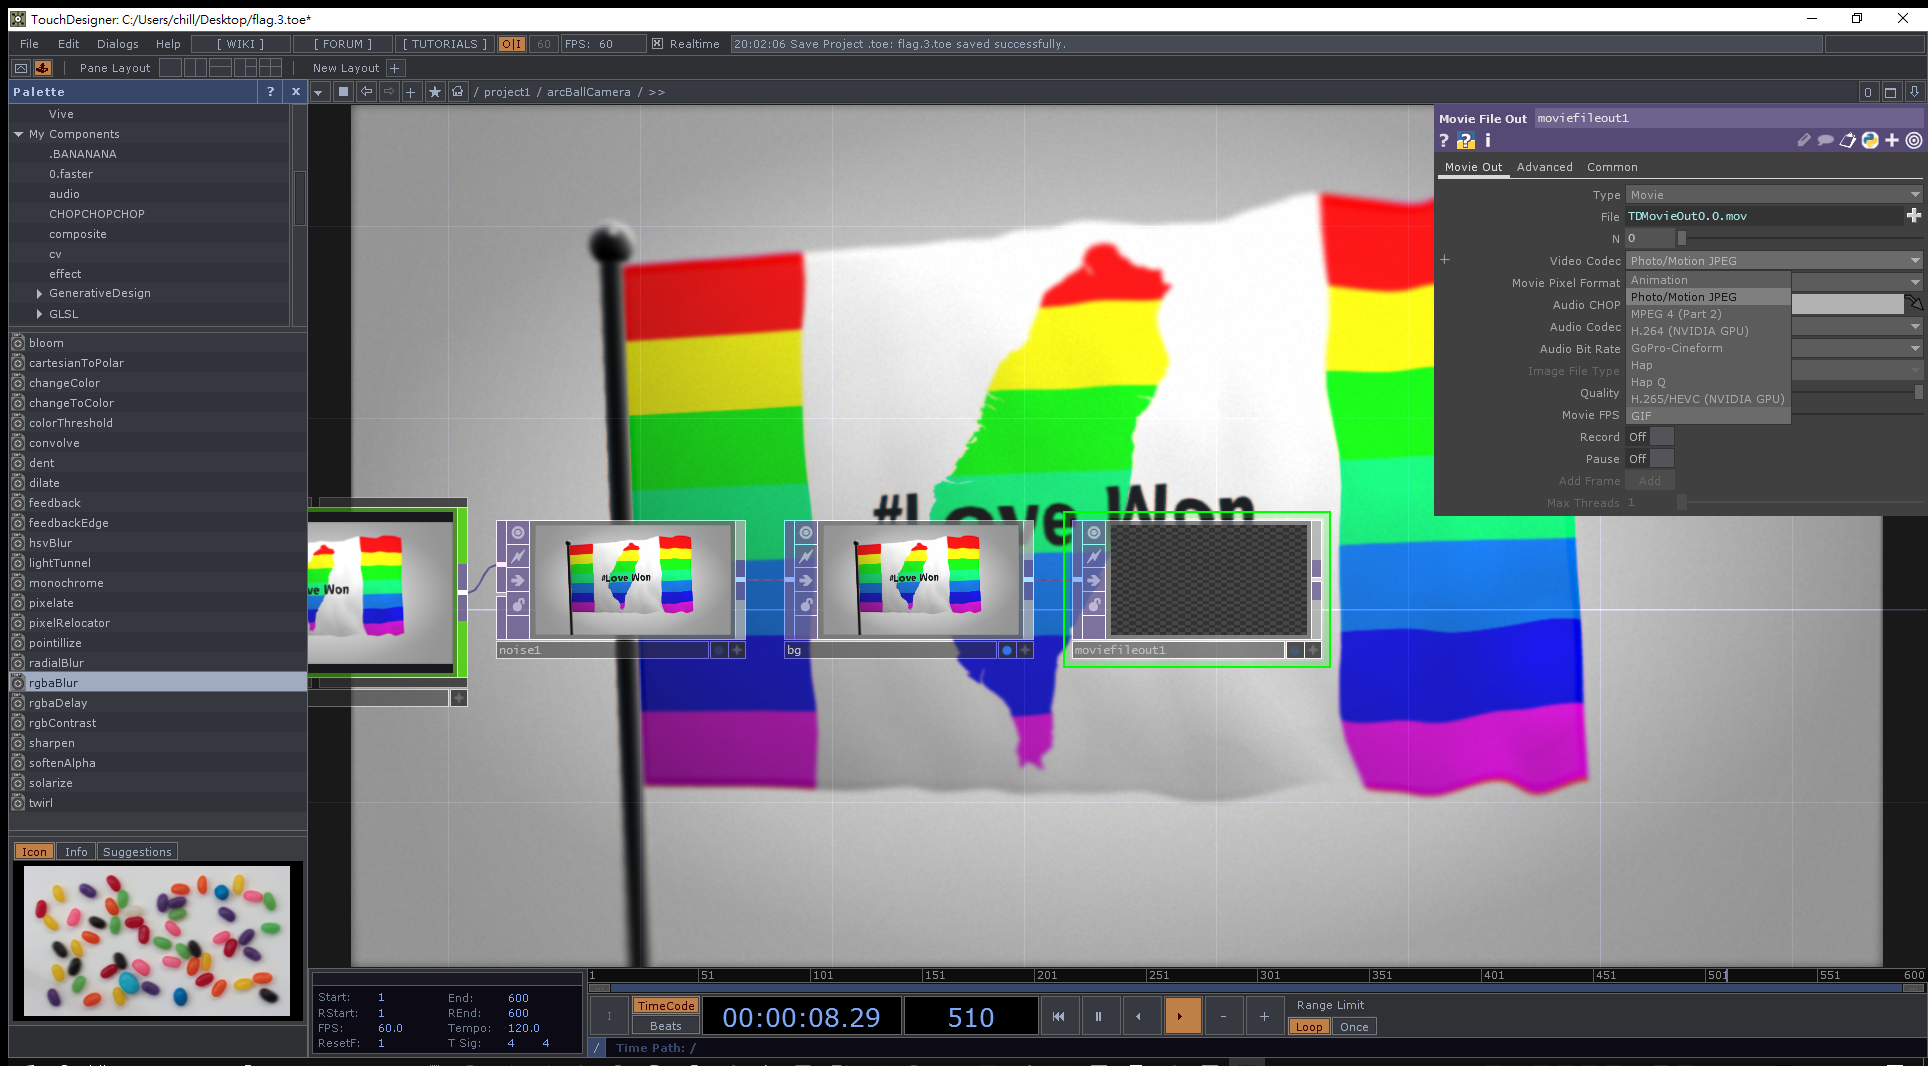 TouchDesigner: C:/Users/chill/Desktop/flag.3.toe*
File Edit Dialogs Help [ WIKI ] [ FORUM ] [ TUTORIALS ] O|I 60 FPS: 60 Realtime 20:02:06 Save Project .toe: flag.3.toe saved successfully.
Pane Layout New Layout +
Palette ? x / project1 / arcBallCamera / >> 0
Vive
My Components
.BANANANA
0.faster
audio
CHOPCHOPCHOP
composite
cv
effect
GenerativeDesign
GLSL
bloom
cartesianToPolar
changeColor
changeToColor
colorThreshold
convolve
dent
dilate
feedback
feedbackEdge
hsvBlur
lightTunnel
monochrome
pixelate
pixelRelocator
pointillize
radialBlur
rgbaBlur
rgbaDelay
rgbContrast
sharpen
softenAlpha
solarize
twirl
Icon Info Suggestions
Movie File Out moviefileout1
? ? i
Movie Out Advanced Common
Type Movie
File TDMovieOut0.0.mov
N 0
Video Codec Photo/Motion JPEG
Movie Pixel Format
Audio CHOP
Audio Codec
Audio Bit Rate
Image File Type
Quality
Movie FPS
Animation
Photo/Motion JPEG
MPEG 4 (Part 2)
H.264 (NVIDIA GPU)
GoPro-Cineform
Hap
Hap Q
H.265/HEVC (NVIDIA GPU)
GIF
Record Off
Pause Off
Add Frame Add
Max Threads 1
#Love Won
ve Won
#Love Won
#Love Won
noise1
bg
moviefileout1
1 51 101 151 201 251 301 351 401 451 501 551 600
Start: 1 End: 600
RStart: 1 REnd: 600
FPS: 60.0 Tempo: 120.0
ResetF: 1 T Sig: 4 4
I TimeCode Beats 00:00:08.29 510 - + Range Limit
Loop Once
/ Time Path: /